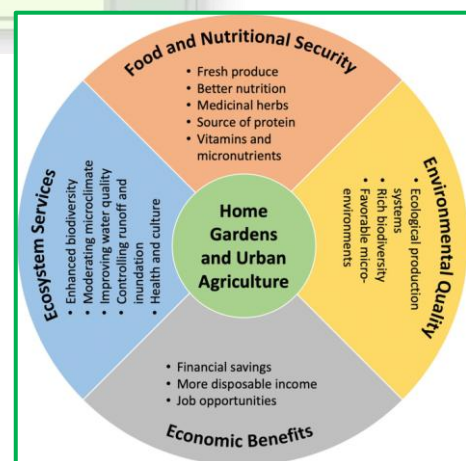 Food and Nutritional Security
• Fresh produce
• Better nutrition
• Medicinal herbs
• Source of protein
• Vitamins and
micronutrients
Ecosystem Services
• Enhanced biodiversity
• Moderating microclimate
• Improving water quality
• Controlling runoff and
inundation
• Health and culture
Home
Gardens
and Urban
Agriculture
Environmental Quality
• Ecological production
systems
• Rich biodiversity
• Favorable micro-
environments
• Financial savings
• More disposable income
• Job opportunities
Economic Benefits